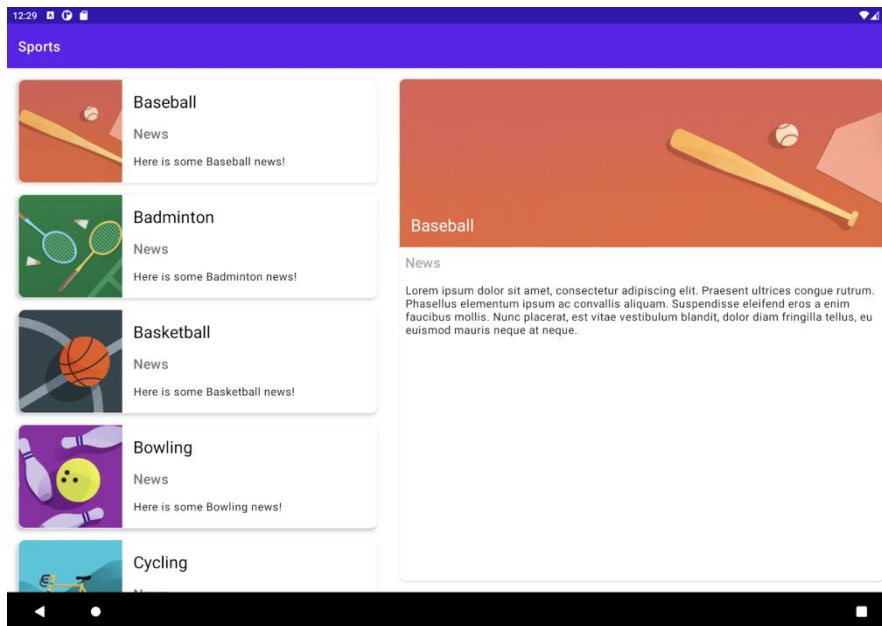 12:29
Sports
Baseball
News
Here is some Baseball news!
Badminton
News
Here is some Badminton news!
Basketball
News
Here is some Basketball news!
Bowling
News
Here is some Bowling news!
Cycling
Baseball
News
Lorem ipsum dolor sit amet, consectetur adipiscing elit. Praesent ultrices congue rutrum.
Phasellus elementum ipsum ac convallis aliquam. Suspendisse eleifend eros a enim
faucibus mollis. Nunc placerat, est vitae vestibulum blandit, dolor diam fringilla tellus, eu
euismod mauris neque at neque.